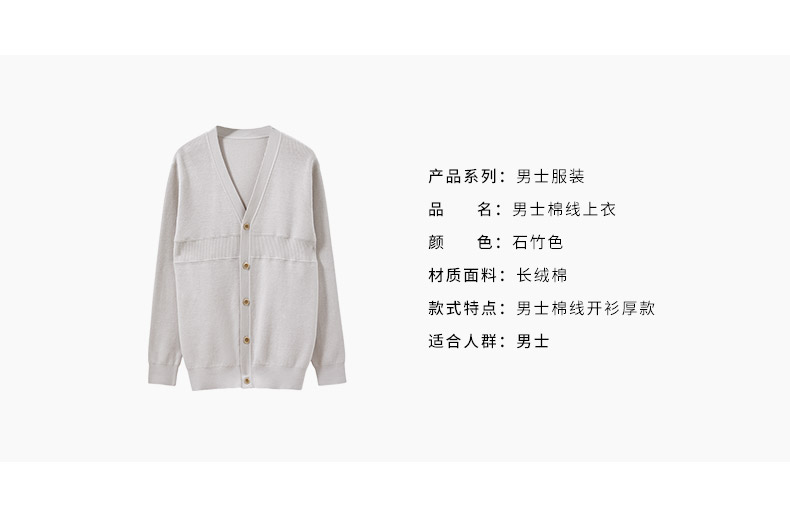 产品系列：男士服装
品　　名：男士棉线上衣
颜　　色：石竹色
材质面料：长绒棉
款式特点：男士棉线开衫厚款
适合人群：男士